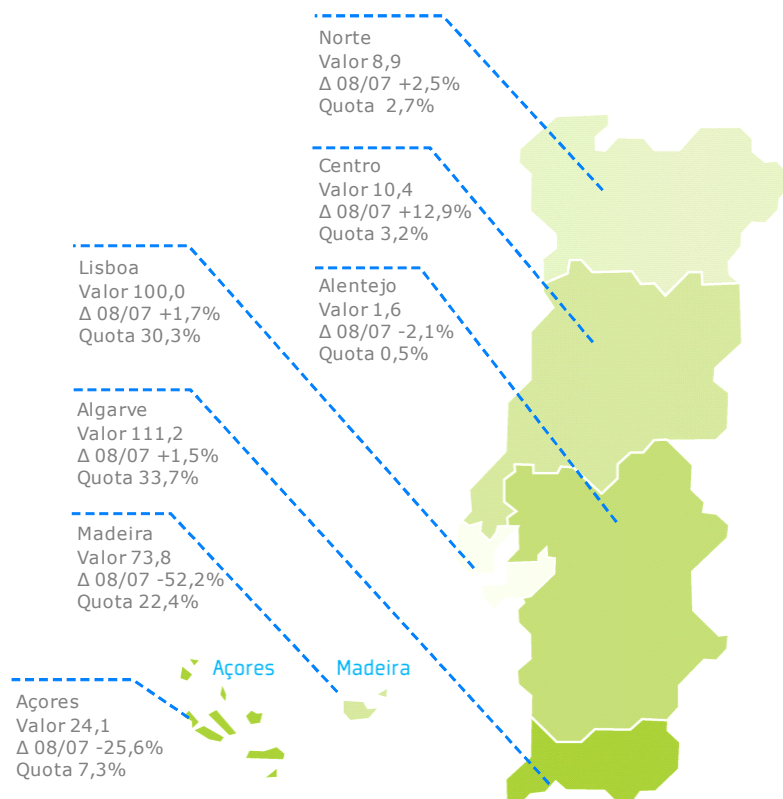 Norte
Valor 8,9
Δ 08/07 +2,5%
Quota 2,7%
Centro
Valor 10,4
Δ 08/07 +12,9%
Quota 3,2%
Lisboa
Valor 100,0
Δ 08/07 +1,7%
Quota 30,3%
Alentejo
Valor 1,6
Δ 08/07 -2,1%
Quota 0,5%
Algarve
Valor 111,2
Δ 08/07 +1,5%
Quota 33,7%
Madeira
Valor 73,8
Δ 08/07 -52,2%
Quota 22,4%
Açores
Madeira
Açores
Valor 24,1
Δ 08/07 -25,6%
Quota 7,3%